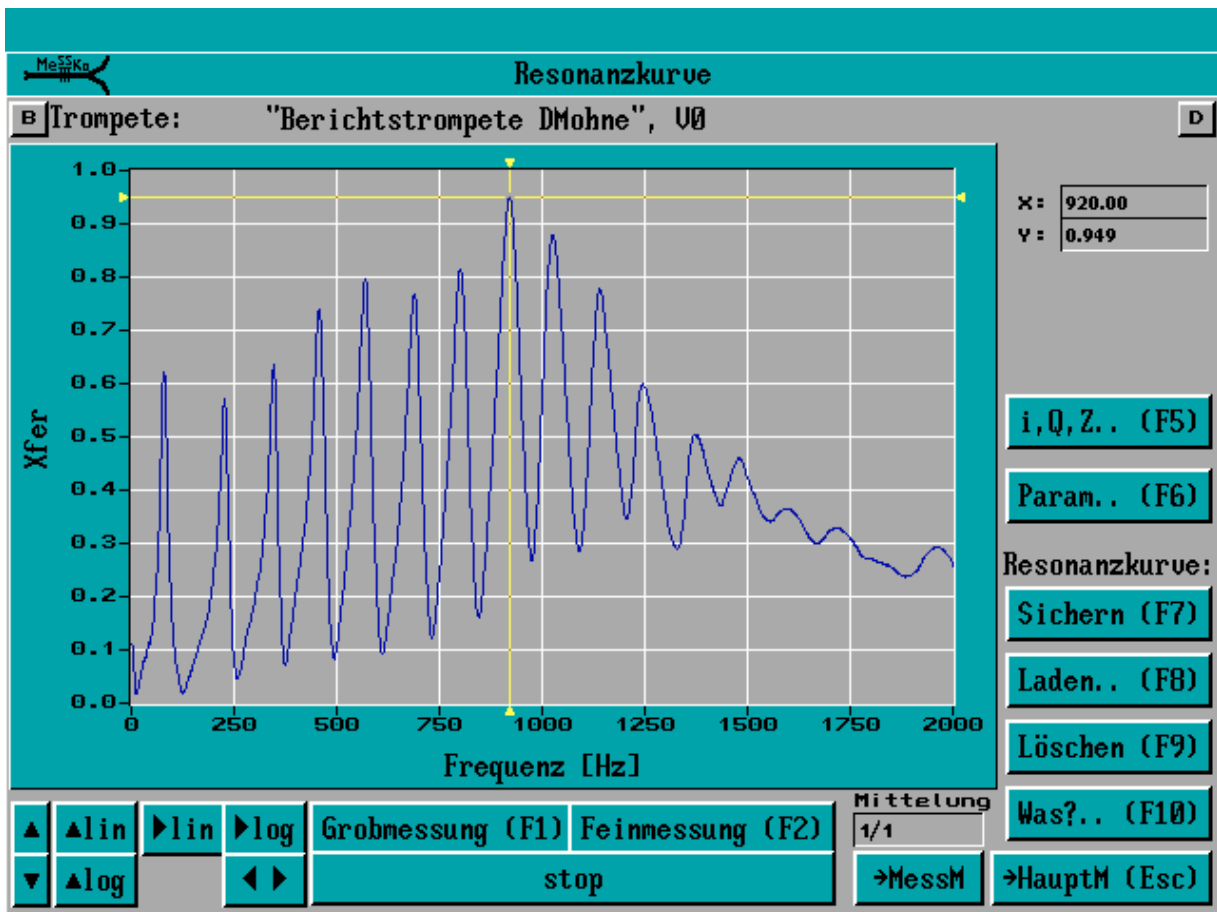 MeSSKo
Resonanzkurve
B Trompete: "Berichtstrompete DMohne", V0 D
1.0
0.9
0.8
0.7
0.6
0.5
0.4
0.3
0.2
0.1
0.0
Xfer
0 250 500 750 1000 1250 1500 1750 2000
Frequenz [Hz]
X: 920.00
Y: 0.949
i,Q,Z.. (F5)
Param.. (F6)
Resonanzkurve:
Sichern (F7)
Laden.. (F8)
Löschen (F9)
Was?.. (F10)
▲ ▲lin ▶lin ▶log Grobmessung (F1) Feinmessung (F2)
Mittelung
1/1
▼ ▲log ◀ ▶ stop →MessM →HauptM (Esc)